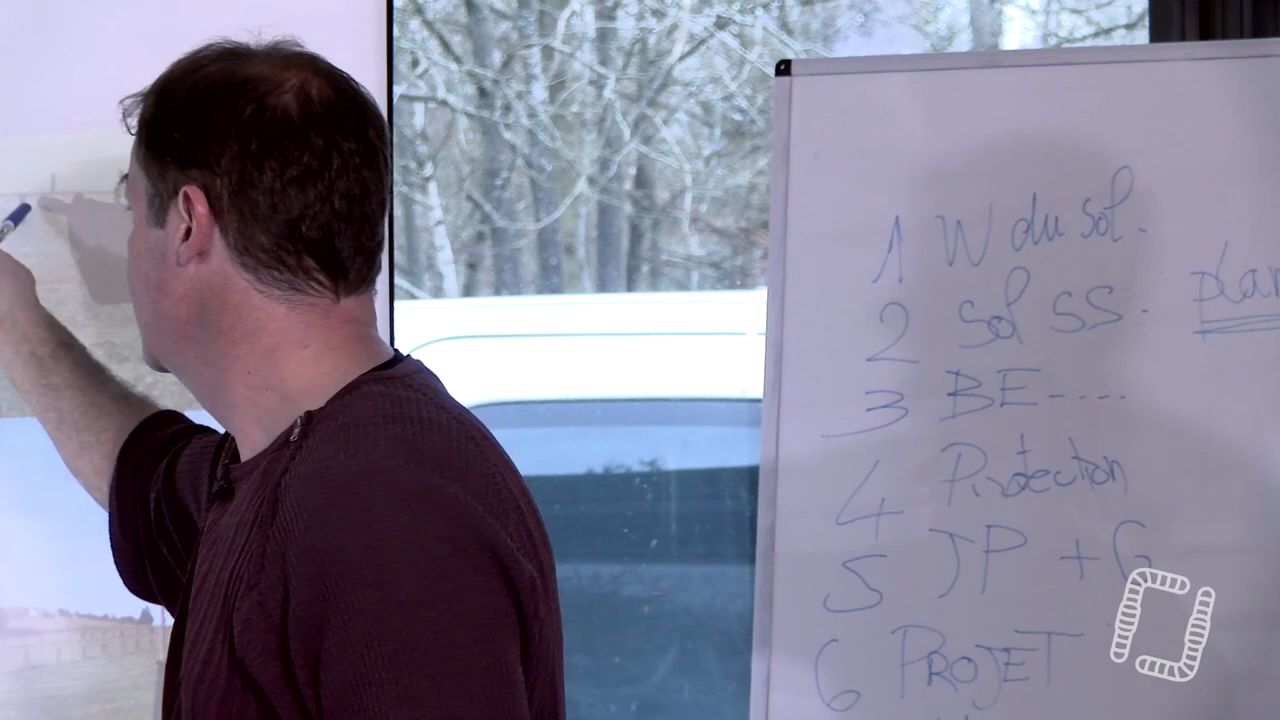 1 W du sol.
2 Sol SS.
3 BE----
4 Protection
5 JP + G
6 PROJET